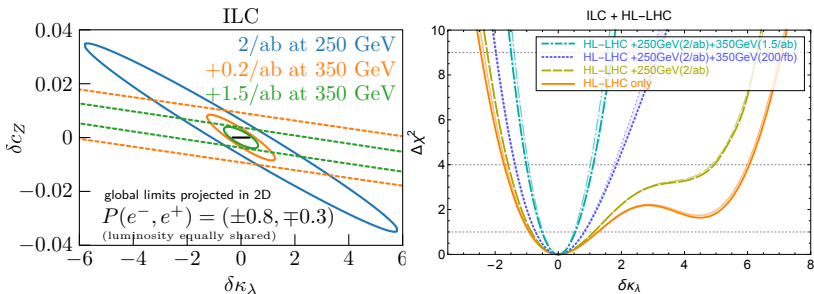 ILC
2/ab at 250 GeV
+0.2/ab at 350 GeV
+1.5/ab at 350 GeV
0.04
0.02
0
−0.02
−0.04
δc_Z
global limits projected in 2D
P(e⁻, e⁺) = (±0.8, ∓0.3)
(luminosity equally shared)
−6 −4 −2 0 2 4 6
δκ_λ
ILC + HL-LHC
HL-LHC +250GeV(2/ab)+350GeV(1.5/ab)
HL-LHC +250GeV(2/ab)+350GeV(200/fb)
HL-LHC +250GeV(2/ab)
HL-LHC only
10
8
6
4
2
0
Δχ²
−2 0 2 4 6 8
δκ_λ